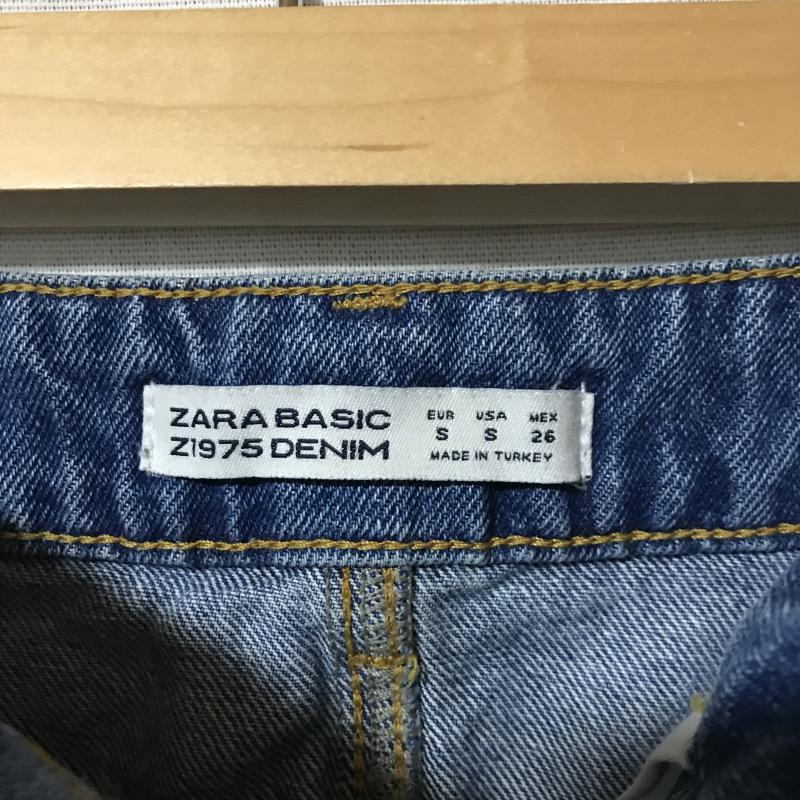 ZARA BASIC
Z1975 DENIM
EUR USA MEX
S S 26
MADE IN TURKEY